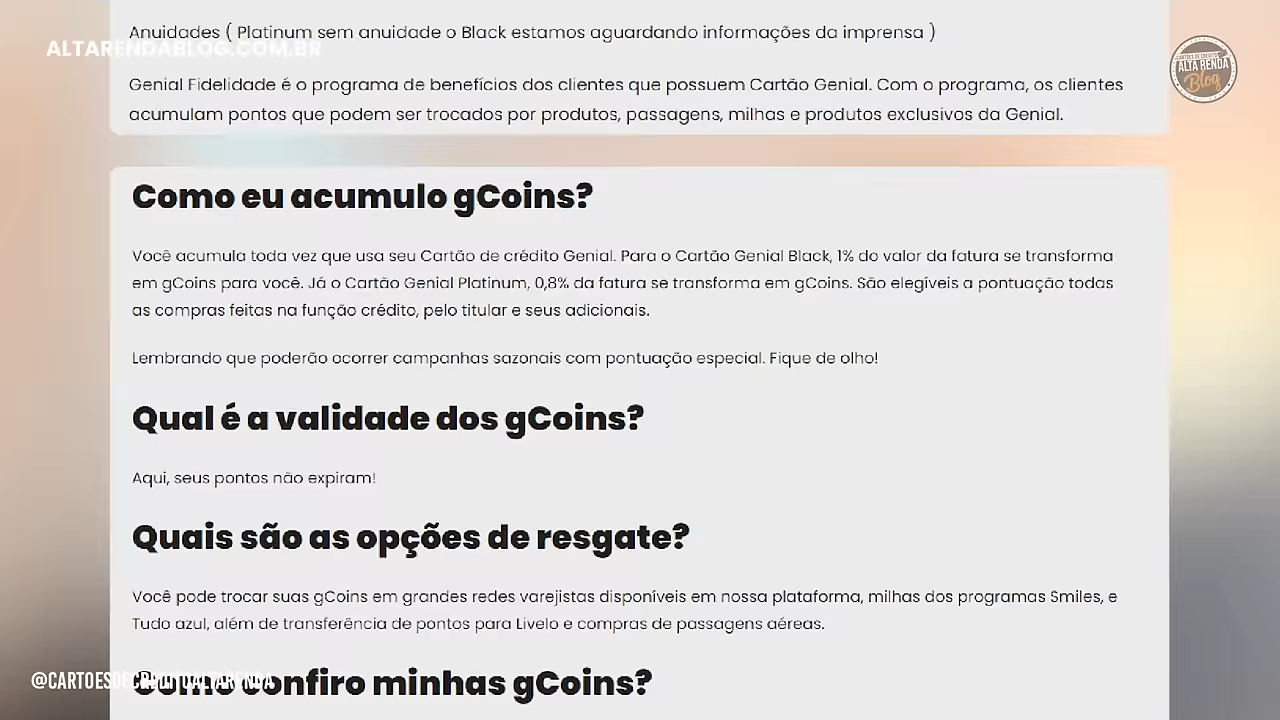 Anuidades ( Platinum sem anuidade o Black estamos aguardando informações da imprensa )
ALTARENDABLOG.COM.BR
CARTÕES DE CRÉDITO
ALTA RENDA
Blog
Genial Fidelidade é o programa de benefícios dos clientes que possuem Cartão Genial. Com o programa, os clientes
acumulam pontos que podem ser trocados por produtos, passagens, milhas e produtos exclusivos da Genial.
Como eu acumulo gCoins?
Você acumula toda vez que usa seu Cartão de crédito Genial. Para o Cartão Genial Black, 1% do valor da fatura se transforma
em gCoins para você. Já o Cartão Genial Platinum, 0,8% da fatura se transforma em gCoins. São elegíveis a pontuação todas
as compras feitas na função crédito, pelo titular e seus adicionais.
Lembrando que poderão ocorrer campanhas sazonais com pontuação especial. Fique de olho!
Qual é a validade dos gCoins?
Aqui, seus pontos não expiram!
Quais são as opções de resgate?
Você pode trocar suas gCoins em grandes redes varejistas disponíveis em nossa plataforma, milhas dos programas Smiles, e
Tudo azul, além de transferência de pontos para Livelo e compras de passagens aéreas.
Como confiro minhas gCoins?
@CARTOESDECREDITOALTARENDA